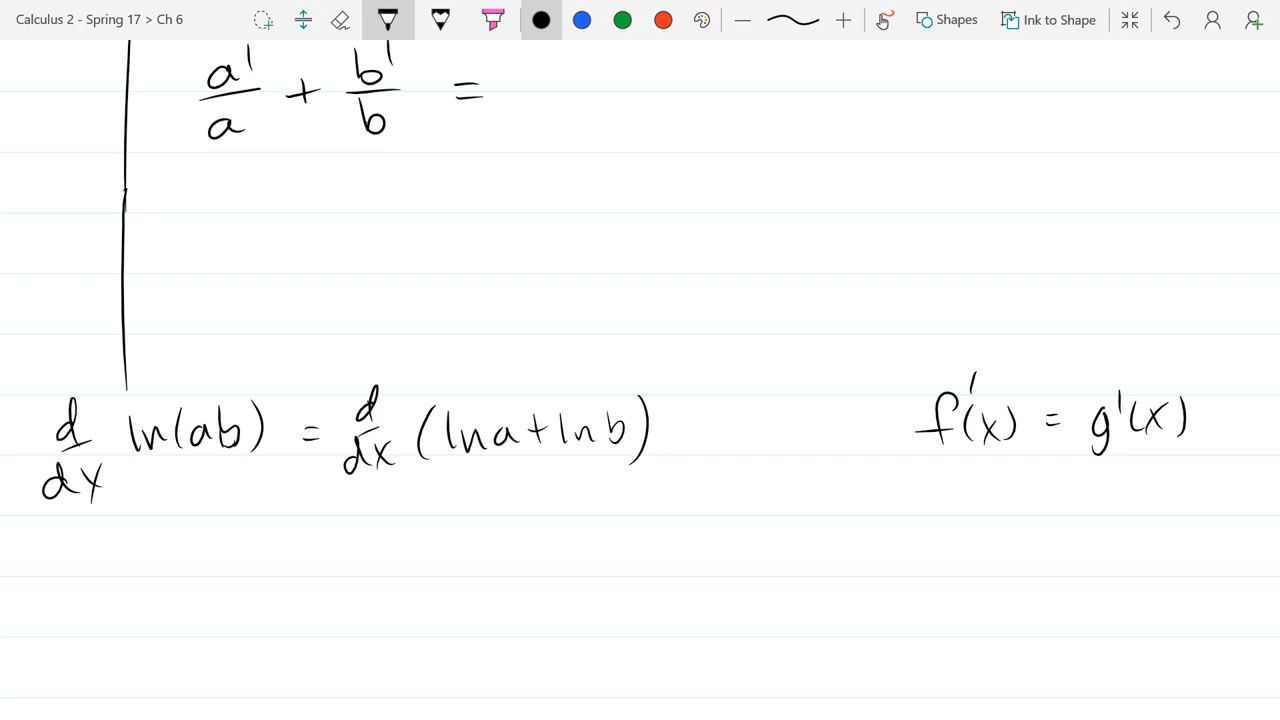 Calculus 2 - Spring 17 > Ch 6 Shapes Ink to Shape
a'/a + b'/b =
d/dx ln(ab) = d/dx (ln a + ln b) f'(x) = g'(x)